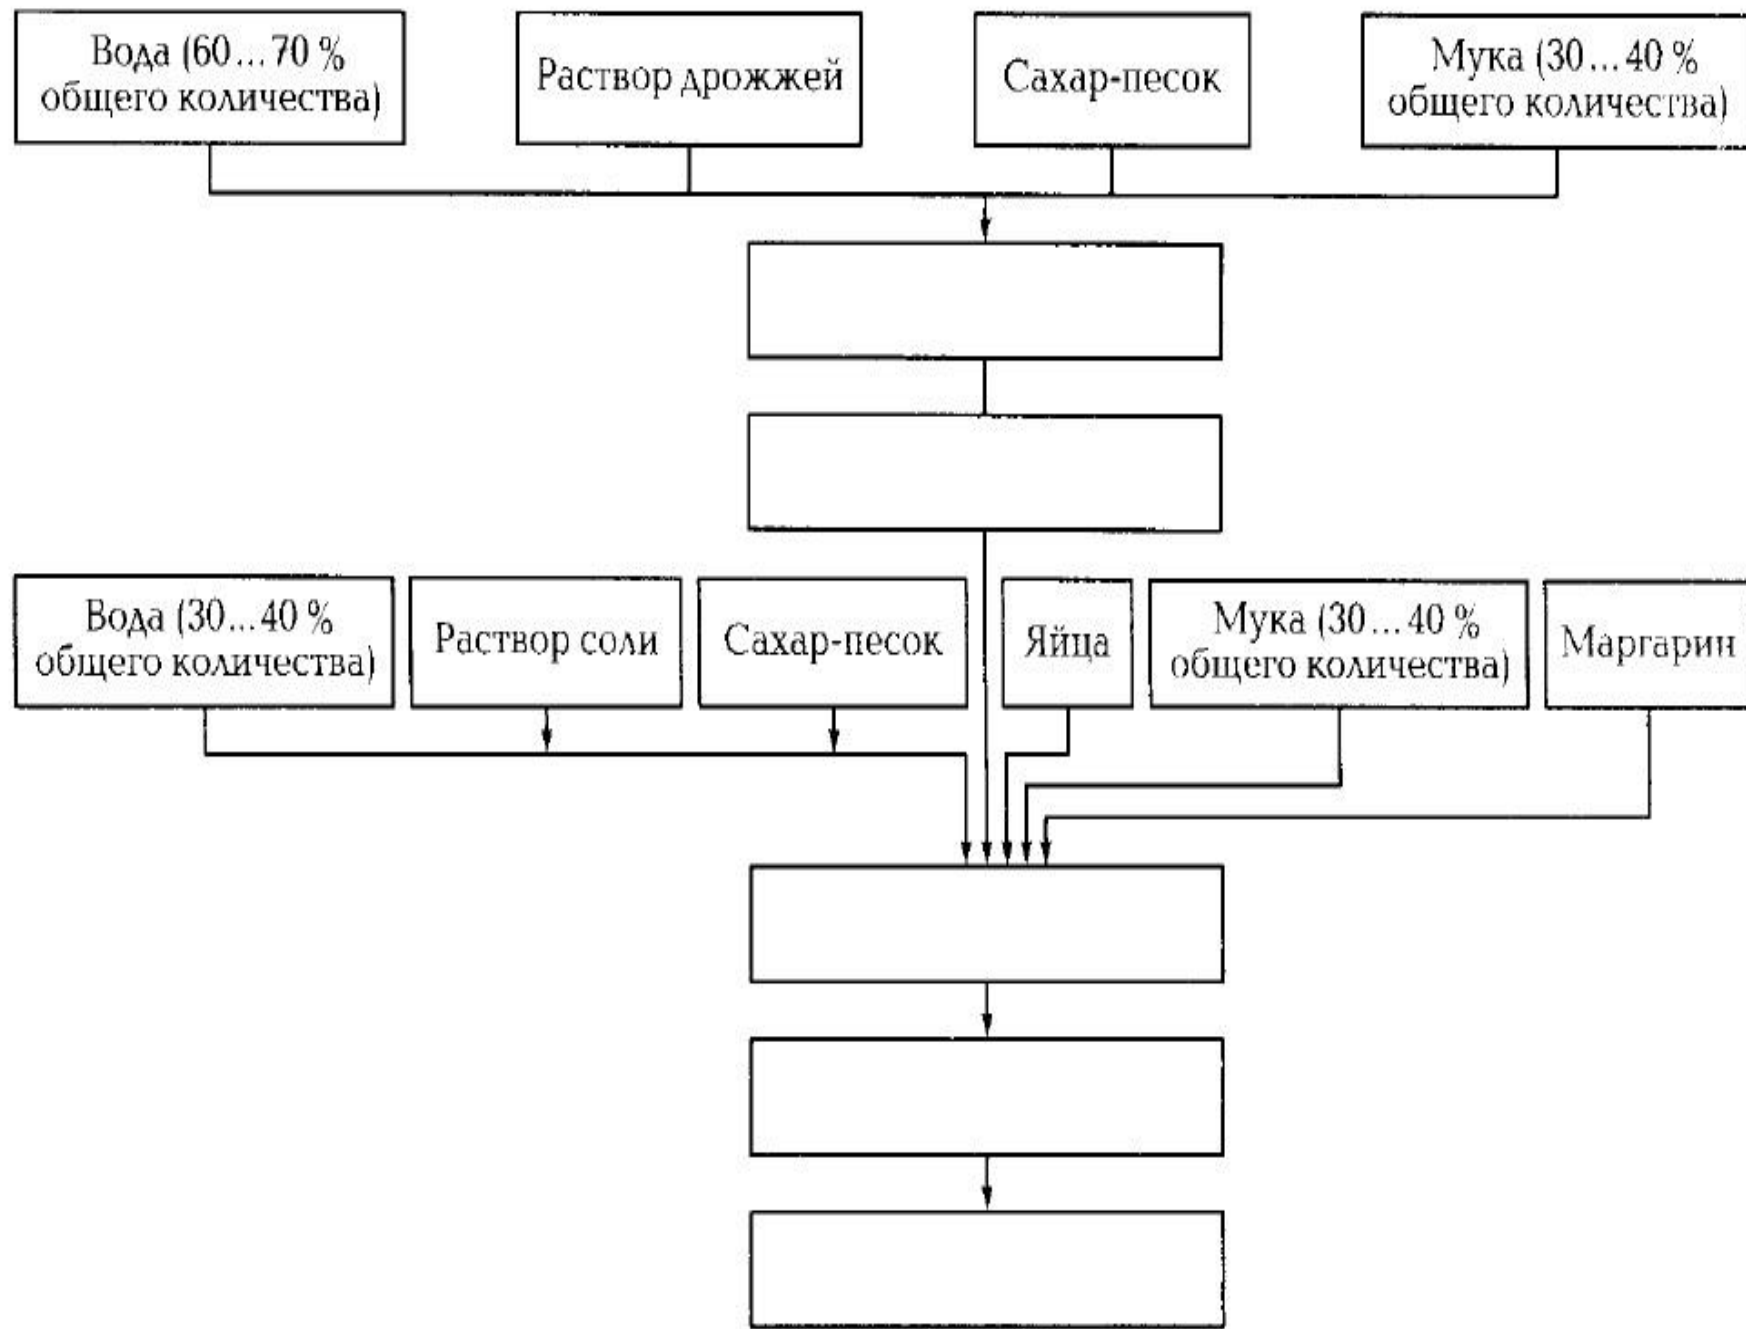 Вода (60...70 %
общего количества)
Раствор дрожжей
Сахар-песок
Мука (30...40 %
общего количества)
Вода (30...40 %
общего количества)
Раствор соли
Сахар-песок
Яйца
Мука (30...40 %
общего количества)
Маргарин